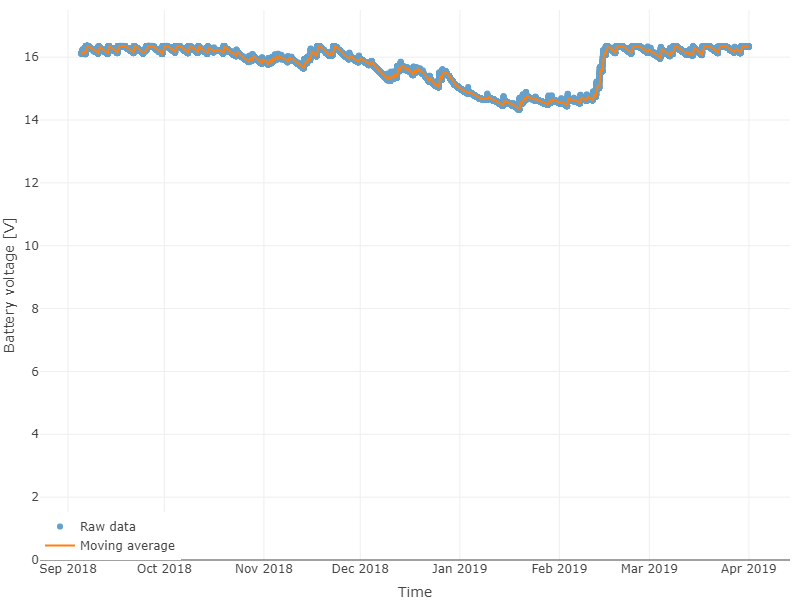 16
14
12
10
8
6
4
2
0
Battery voltage [V]
Raw data
Moving average
Sep 2018 Oct 2018 Nov 2018 Dec 2018 Jan 2019 Feb 2019 Mar 2019 Apr 2019
Time